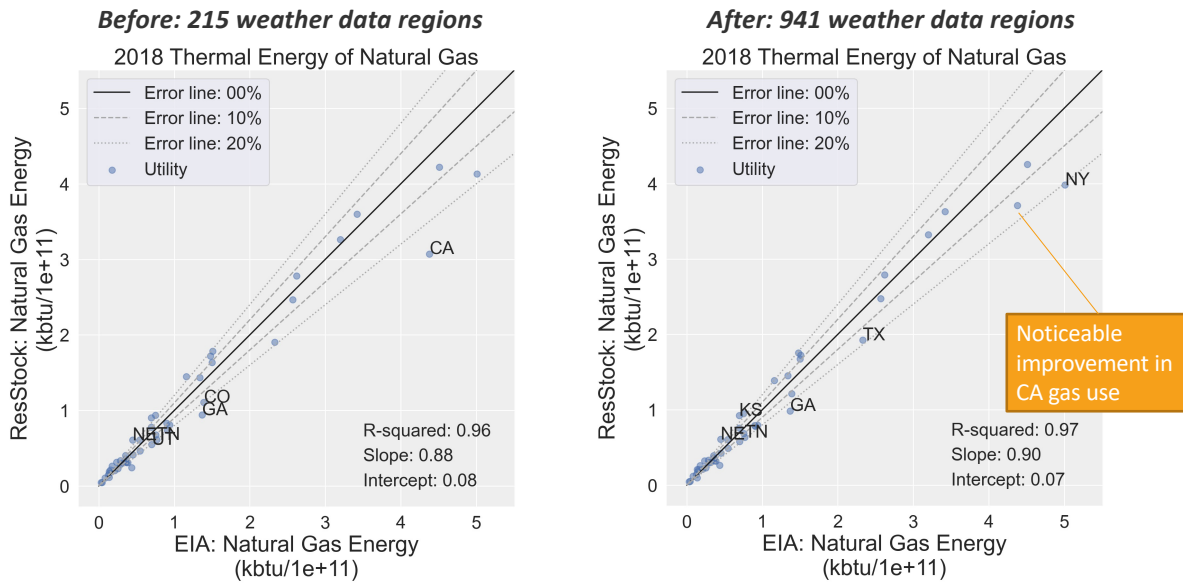 Before: 215 weather data regions
2018 Thermal Energy of Natural Gas
Error line: 00%
Error line: 10%
Error line: 20%
Utility
CA
CO
GA
NE
TN
UT
R-squared: 0.96
Slope: 0.88
Intercept: 0.08
5
4
3
2
1
0
0 1 2 3 4 5
ResStock: Natural Gas Energy
(kbtu/1e+11)
EIA: Natural Gas Energy
(kbtu/1e+11)
After: 941 weather data regions
2018 Thermal Energy of Natural Gas
Error line: 00%
Error line: 10%
Error line: 20%
Utility
NY
TX
KS
GA
NE
TN
Noticeable
improvement in
CA gas use
R-squared: 0.97
Slope: 0.90
Intercept: 0.07
5
4
3
2
1
0
0 1 2 3 4 5
ResStock: Natural Gas Energy
(kbtu/1e+11)
EIA: Natural Gas Energy
(kbtu/1e+11)